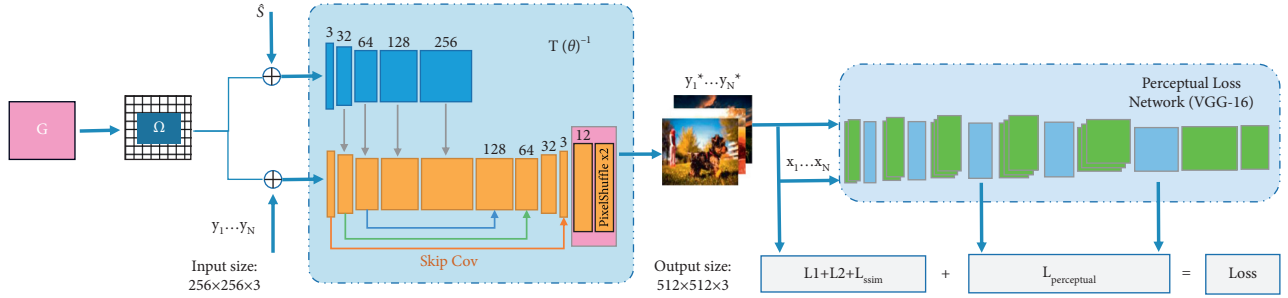 Ŝ
G
Ω
y₁…y_N
Input size:
256×256×3
3
32
64
128
256
T (θ)⁻¹
128
64
32
3
12
PixelShuffle x2
Skip Cov
y₁*…y_N*
Output size:
512×512×3
x₁…x_N
Perceptual Loss
Network (VGG-16)
L1+L2+L_ssim + L_perceptual = Loss